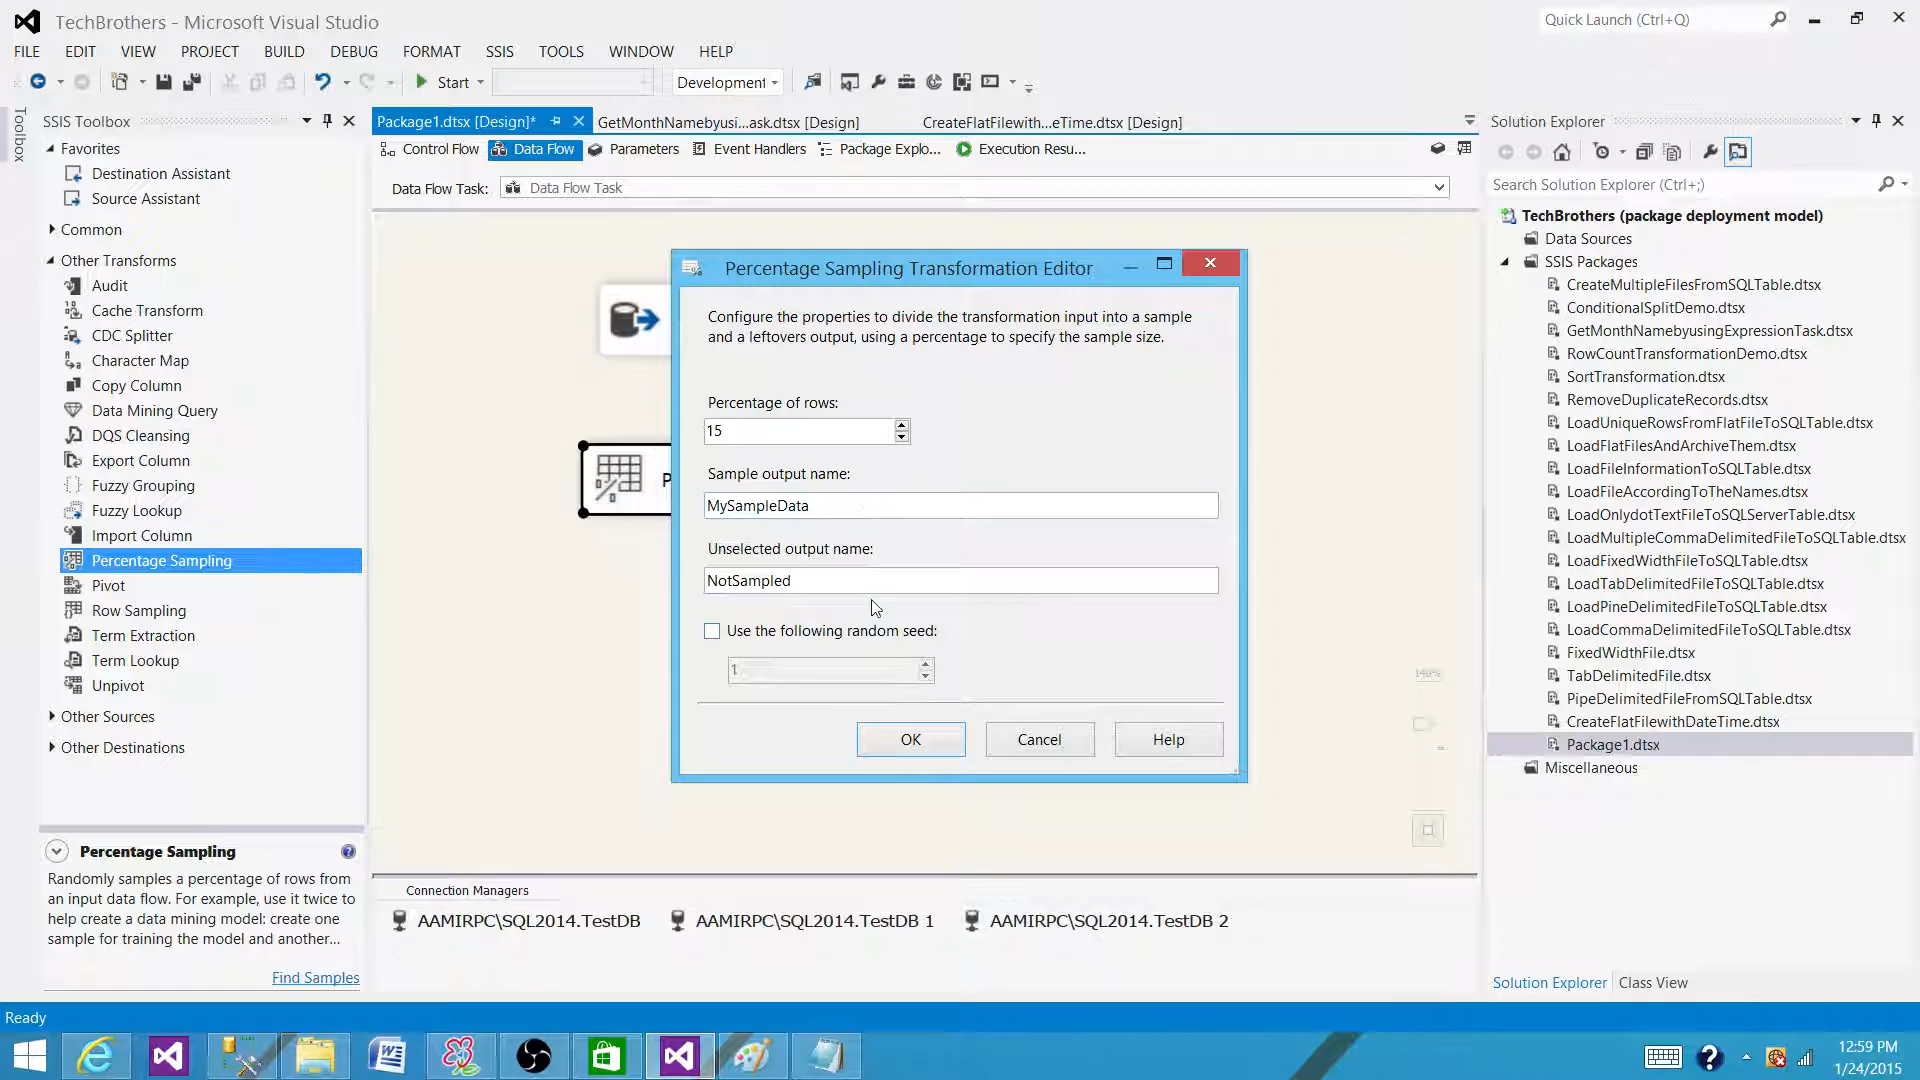 TechBrothers - Microsoft Visual Studio
Quick Launch (Ctrl+Q)
FILE EDIT VIEW PROJECT BUILD DEBUG FORMAT SSIS TOOLS WINDOW HELP
Start Development
Toolbox
SSIS Toolbox
Favorites
Destination Assistant
Source Assistant
Common
Other Transforms
Audit
Cache Transform
CDC Splitter
Character Map
Copy Column
Data Mining Query
DQS Cleansing
Export Column
Fuzzy Grouping
Fuzzy Lookup
Import Column
Percentage Sampling
Pivot
Row Sampling
Term Extraction
Term Lookup
Unpivot
Other Sources
Other Destinations
Percentage Sampling
Randomly samples a percentage of rows from
an input data flow. For example, use it twice to
help create a data mining model: create one
sample for training the model and another...
Find Samples
Package1.dtsx [Design]* GetMonthNamebyusi...ask.dtsx [Design] CreateFlatFilewith...eTime.dtsx [Design]
Control Flow Data Flow Parameters Event Handlers Package Explo... Execution Resu...
Data Flow Task: Data Flow Task
P
Percentage Sampling Transformation Editor
Configure the properties to divide the transformation input into a sample
and a leftovers output, using a percentage to specify the sample size.
Percentage of rows:
15
Sample output name:
MySampleData
Unselected output name:
NotSampled
Use the following random seed:
1
OK Cancel Help
Connection Managers
AAMIRPC\SQL2014.TestDB AAMIRPC\SQL2014.TestDB 1 AAMIRPC\SQL2014.TestDB 2
Solution Explorer
Search Solution Explorer (Ctrl+;)
TechBrothers (package deployment model)
Data Sources
SSIS Packages
CreateMultipleFilesFromSQLTable.dtsx
ConditionalSplitDemo.dtsx
GetMonthNamebyusingExpressionTask.dtsx
RowCountTransformationDemo.dtsx
SortTransformation.dtsx
RemoveDuplicateRecords.dtsx
LoadUniqueRowsFromFlatFileToSQLTable.dtsx
LoadFlatFilesAndArchiveThem.dtsx
LoadFileInformationToSQLTable.dtsx
LoadFileAccordingToTheNames.dtsx
LoadOnlydotTextFileToSQLServerTable.dtsx
LoadMultipleCommaDelimitedFileToSQLTable.dtsx
LoadFixedWidthFileToSQLTable.dtsx
LoadTabDelimitedFileToSQLTable.dtsx
LoadPineDelimitedFileToSQLTable.dtsx
LoadCommaDelimitedFileToSQLTable.dtsx
FixedWidthFile.dtsx
TabDelimitedFile.dtsx
PipeDelimitedFileFromSQLTable.dtsx
CreateFlatFilewithDateTime.dtsx
Package1.dtsx
Miscellaneous
Solution Explorer Class View
Ready
12:59 PM
1/24/2015